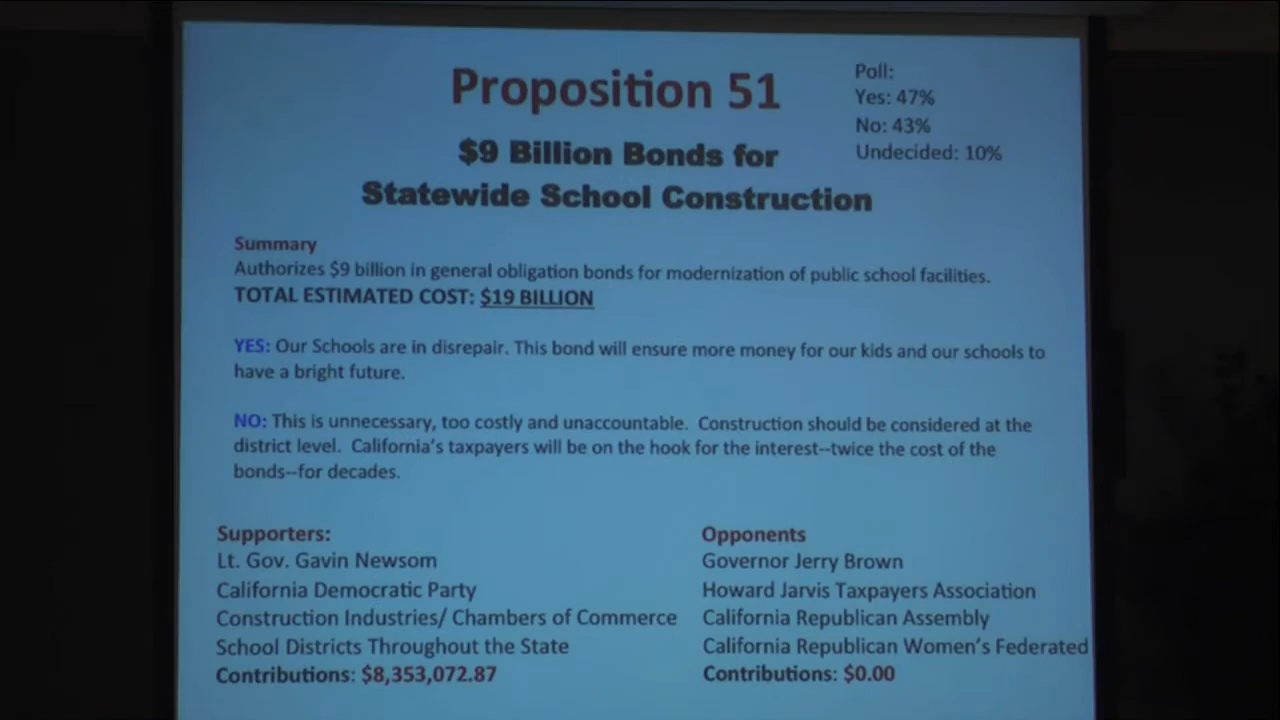 Proposition 51
Poll:
Yes: 47%
No: 43%
Undecided: 10%
$9 Billion Bonds for
Statewide School Construction
Summary
Authorizes $9 billion in general obligation bonds for modernization of public school facilities.
TOTAL ESTIMATED COST: $19 BILLION
YES: Our Schools are in disrepair. This bond will ensure more money for our kids and our schools to
have a bright future.
NO: This is unnecessary, too costly and unaccountable. Construction should be considered at the
district level. California's taxpayers will be on the hook for the interest--twice the cost of the
bonds--for decades.
Supporters:
Lt. Gov. Gavin Newsom
California Democratic Party
Construction Industries/ Chambers of Commerce
School Districts Throughout the State
Contributions: $8,353,072.87
Opponents
Governor Jerry Brown
Howard Jarvis Taxpayers Association
California Republican Assembly
California Republican Women's Federated
Contributions: $0.00